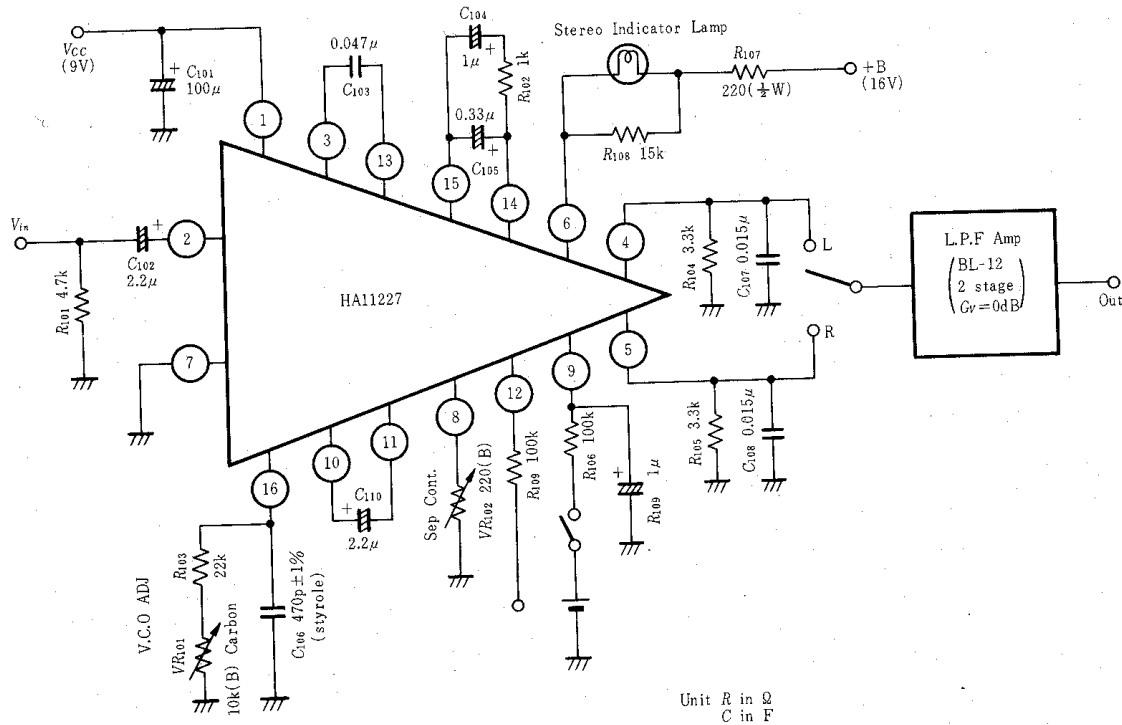 VCC
(9V)
+
C101
100μ
0.047μ
C103
C104
1μ
+
R102 1k
0.33μ
+
C105
Stereo Indicator Lamp
R107
220(½W)
+B
(16V)
R108 15k
1
3
13
15
14
6
4
Vin
R101 4.7k
C102
2.2μ
+
2
7
HA11227
R104 3.3k
C107 0.015μ
L
R
L.P.F Amp
BL-12
2 stage
Gv=0dB
Out
5
9
12
8
11
10
16
R105 3.3k
C108 0.015μ
R106 100k
+
1μ
R109
R109 100k
Sep Cont.
VR102 220(B)
C110
+
2.2μ
R103
22k
V.C.O ADJ
VR101
10k(B) Carbon
C106 470p±1%
(styrole)
Unit R in Ω
C in F